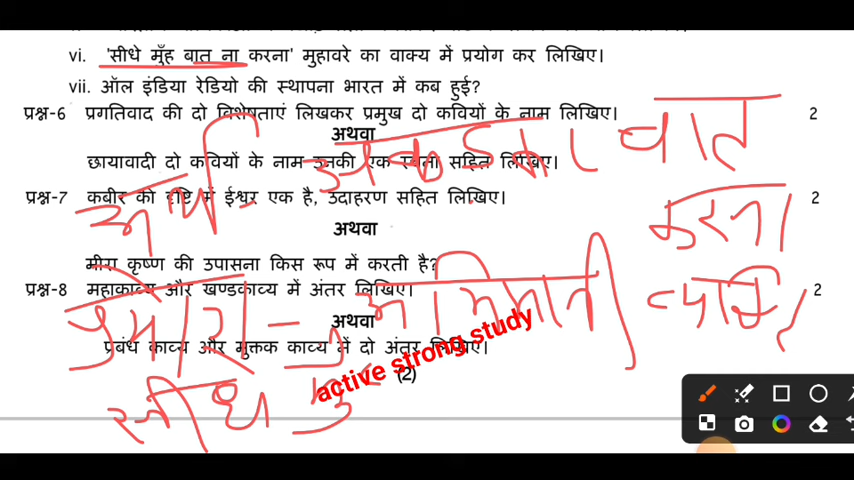 vi. 'सीधे मुँह बात ना करना' मुहावरे का वाक्य में प्रयोग कर लिखिए।
vii. ऑल इंडिया रेडियो की स्थापना भारत में कब हुई?
प्रश्न-6 प्रगतिवाद की दो विशेषताएं लिखकर प्रमुख दो कवियों के नाम लिखिए। 2
अथवा
छायावादी दो कवियों के नाम उनकी एक रचना सहित लिखिए।
प्रश्न-7 कबीर की दृष्टि में ईश्वर एक है, उदाहरण सहित लिखिए। 2
अथवा
मीरा कृष्ण की उपासना किस रूप में करती है?
प्रश्न-8 महाकाव्य और खण्डकाव्य में अंतर लिखिए। 2
अथवा
प्रबंध काव्य और मुक्तक काव्य में दो अंतर लिखिए।
(2)
अर्थ - अकडकर बात
करना
प्रयोग - अभिमानी व्यक्ति
सीधे मुँ
active strong study